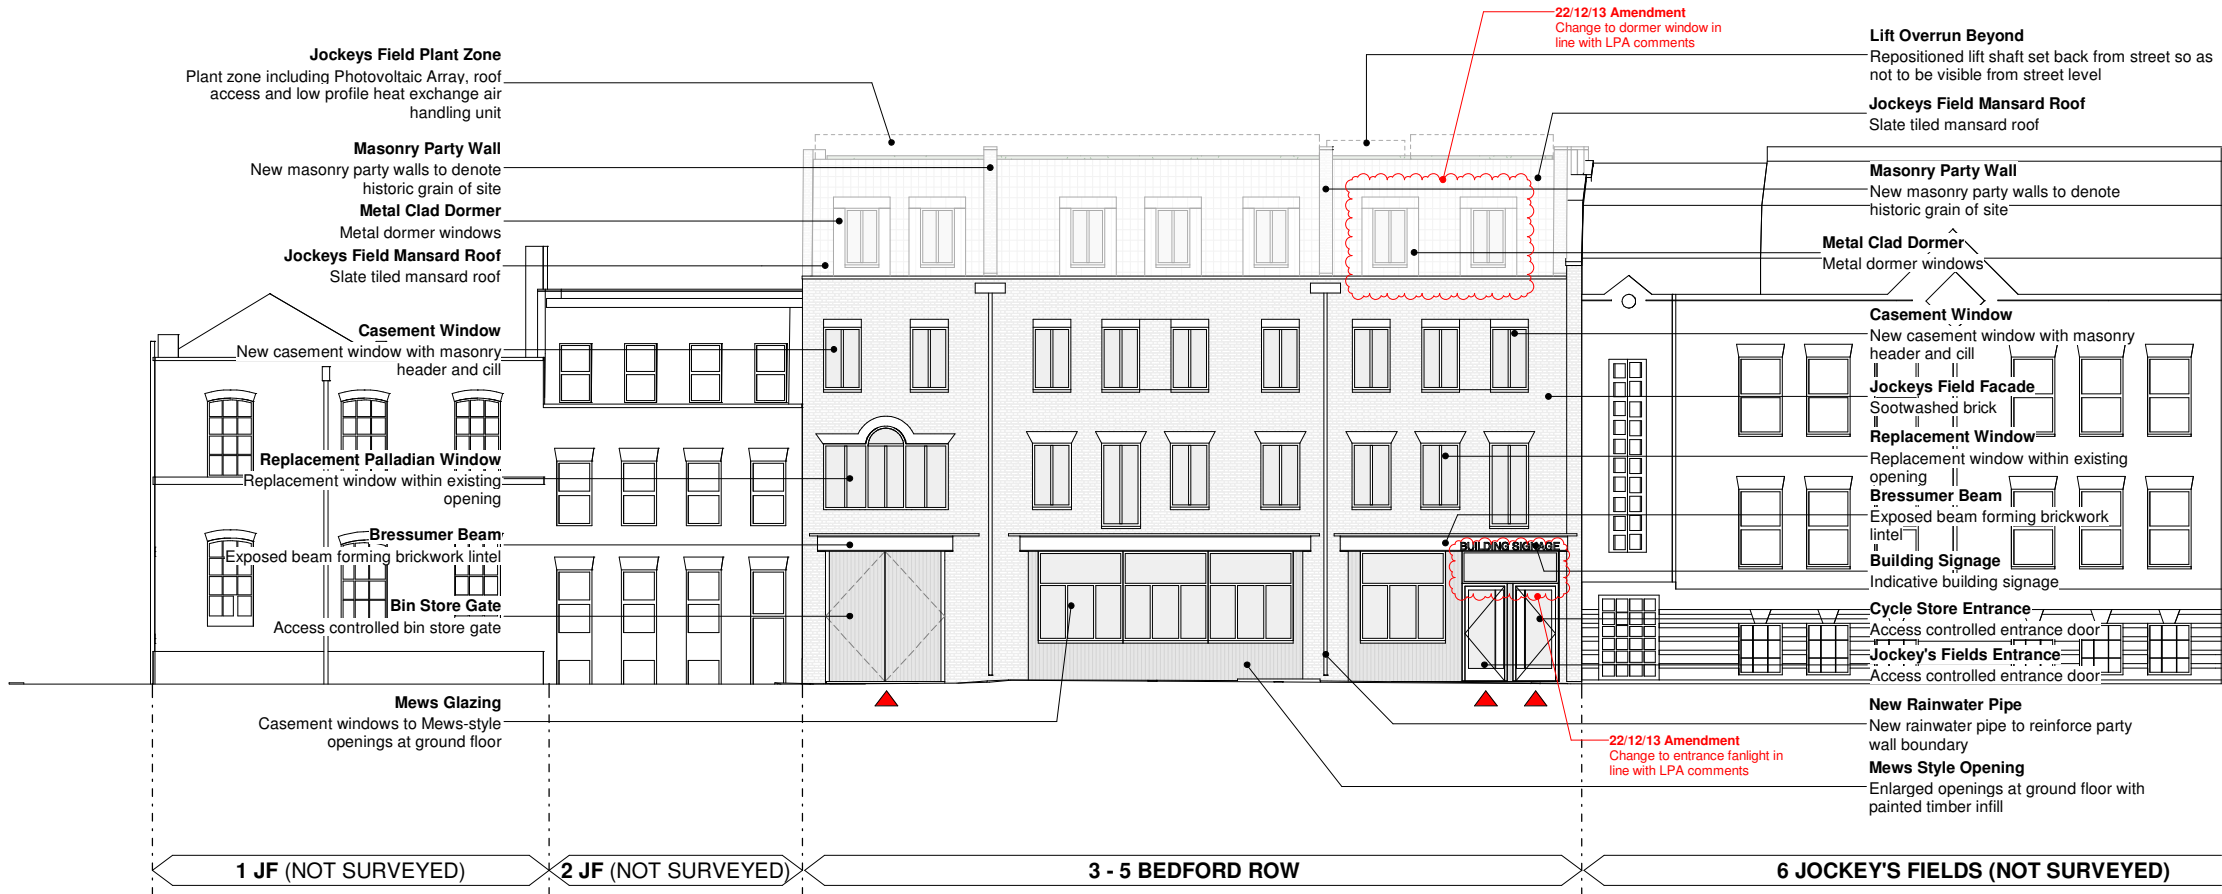 Jockeys Field Plant Zone
Plant zone including Photovoltaic Array, roof
access and low profile heat exchange air
handling unit
Masonry Party Wall
New masonry party walls to denote
historic grain of site
Metal Clad Dormer
Metal dormer windows
Jockeys Field Mansard Roof
Slate tiled mansard roof
Casement Window
New casement window with masonry
header and cill
Replacement Palladian Window
Replacement window within existing
opening
Bressumer Beam
Exposed beam forming brickwork lintel
Bin Store Gate
Access controlled bin store gate
Mews Glazing
Casement windows to Mews-style
openings at ground floor
22/12/13 Amendment
Change to dormer window in
line with LPA comments
BUILDING SIGNAGE
22/12/13 Amendment
Change to entrance fanlight in
line with LPA comments
Lift Overrun Beyond
Repositioned lift shaft set back from street so as
not to be visible from street level
Jockeys Field Mansard Roof
Slate tiled mansard roof
Masonry Party Wall
New masonry party walls to denote
historic grain of site
Metal Clad Dormer
Metal dormer windows
Casement Window
New casement window with masonry
header and cill
Jockeys Field Facade
Sootwashed brick
Replacement Window
Replacement window within existing
opening
Bressumer Beam
Exposed beam forming brickwork
lintel
Building Signage
Indicative building signage
Cycle Store Entrance
Access controlled entrance door
Jockey's Fields Entrance
Access controlled entrance door
New Rainwater Pipe
New rainwater pipe to reinforce party
wall boundary
Mews Style Opening
Enlarged openings at ground floor with
painted timber infill
1 JF (NOT SURVEYED)
2 JF (NOT SURVEYED)
3 - 5 BEDFORD ROW
6 JOCKEY'S FIELDS (NOT SURVEYED)